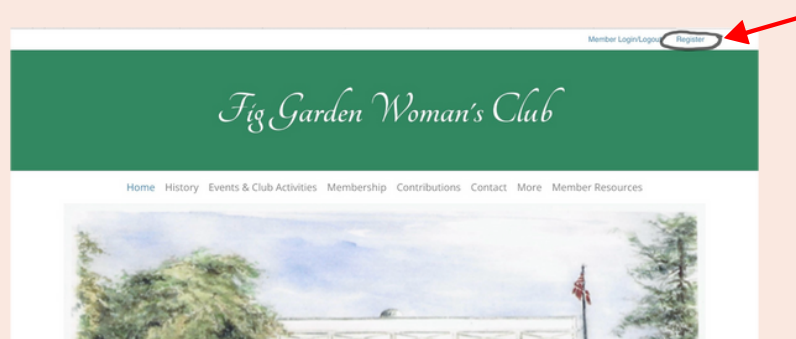 Member Login/Logout Register
Fig Garden Woman's Club
Home History Events & Club Activities Membership Contributions Contact More Member Resources